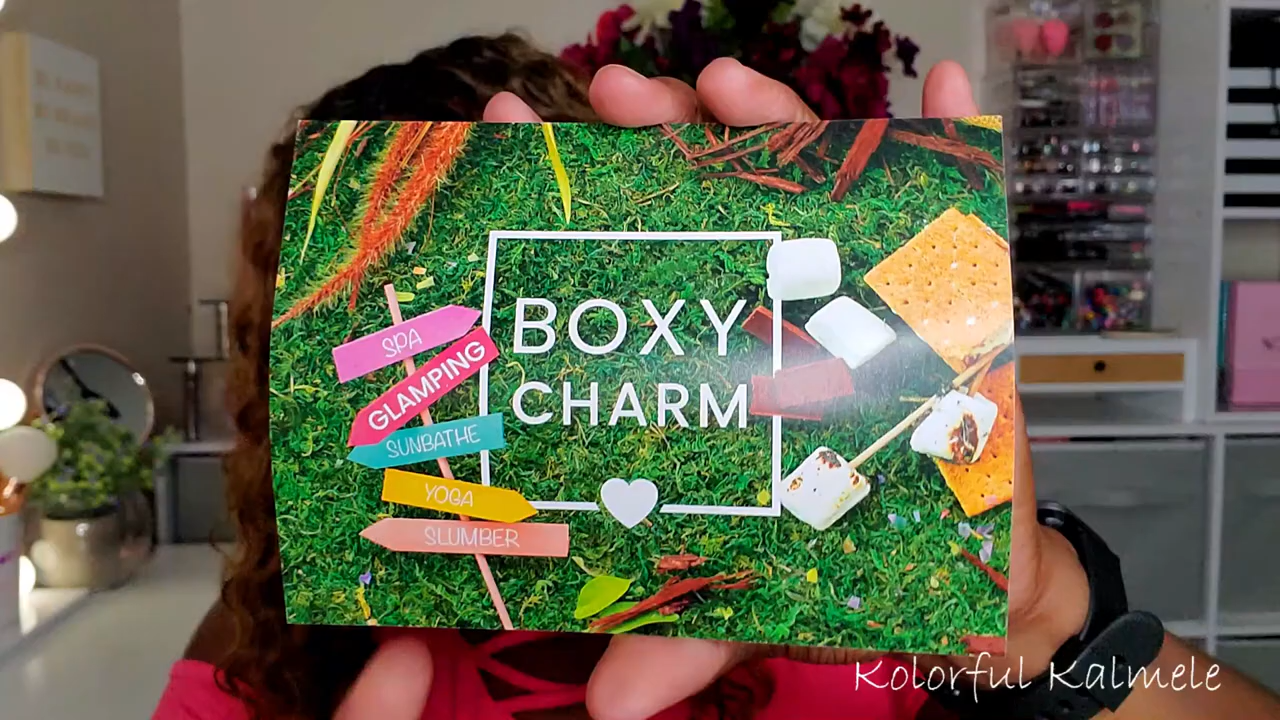 SPA
GLAMPING
SUNBATHE
YOGA
SLUMBER
BOXY
CHARM
Kolorful Kalmele